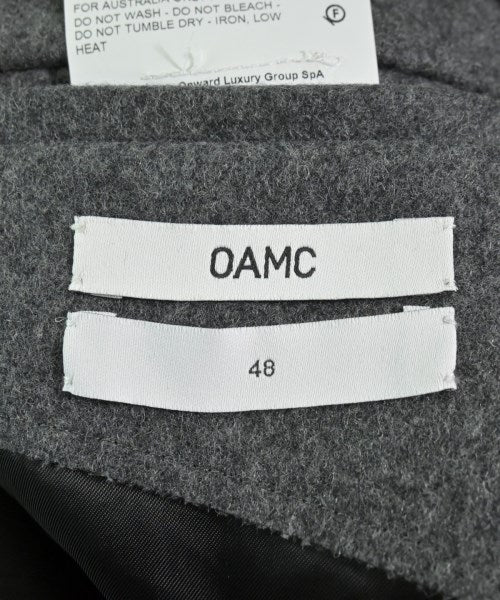 FOR AUSTRALIA
DO NOT WASH - DO NOT BLEACH -
DO NOT TUMBLE DRY - IRON, LOW
HEAT
F
Onward Luxury Group SpA
OAMC
48